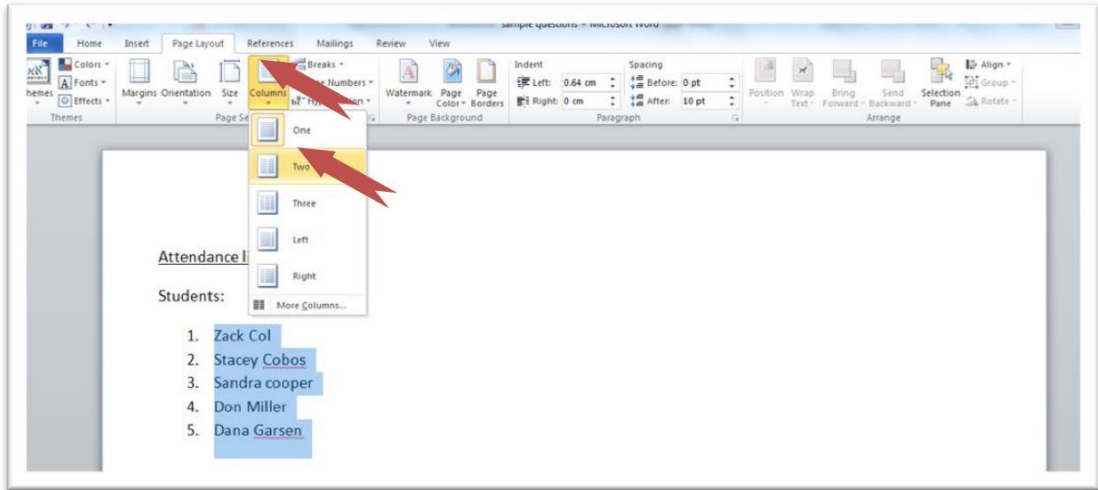 sample questions - Microsoft Word
File Home Insert Page Layout References Mailings Review View
Colors
Fonts
Effects
Themes
Margins Orientation Size Columns
Breaks
Numbers
Watermark Page Color Page Borders
Page Background
Indent
Left: 0.64 cm
Right: 0 cm
Spacing
Before: 0 pt
After: 10 pt
Paragraph
Position Wrap Text Bring Forward Send Backward Selection Pane
Align
Group
Rotate
Arrange
One
Two
Three
Left
Right
More Columns...
Attendance
Students:
1. Zack Col
2. Stacey Cobos
3. Sandra cooper
4. Don Miller
5. Dana Garsen